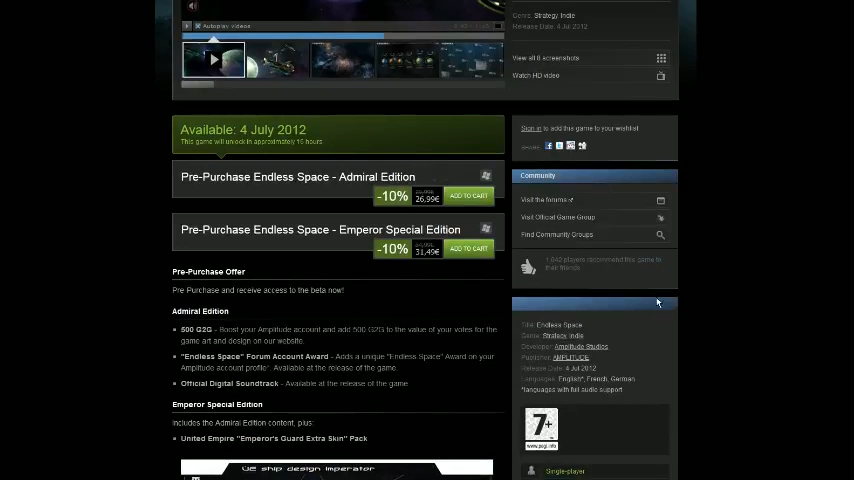 Genre: Strategy, Indie
Release Date: 4 Jul 2012
Autoplay videos
View all 8 screenshots
Watch HD video
Available: 4 July 2012
This game will unlock in approximately 16 hours
Sign in to add this game to your wishlist
SHARE:
Pre-Purchase Endless Space - Admiral Edition
-10%
26,99€
ADD TO CART
Pre-Purchase Endless Space - Emperor Special Edition
-10%
31,49€
ADD TO CART
Community
Visit the forums
Visit Official Game Group
Find Community Groups
players recommend this game to
their friends
Pre-Purchase Offer
Pre-Purchase and receive access to the beta now!
Admiral Edition
500 G2G - Boost your Amplitude account and add 500 G2G to the value of your votes for the
game art and design on our website.
"Endless Space" Forum Account Award - Adds a unique "Endless Space" Award on your
Amplitude account profile*. Available at the release of the game.
Official Digital Soundtrack - Available at the release of the game
Emperor Special Edition
Includes the Admiral Edition content, plus:
United Empire "Emperor's Guard Extra Skin" Pack
UE SHIP DESIGN IMPERATOR
Title: Endless Space
Genre: Strategy, Indie
Developer: Amplitude Studios
Publisher: AMPLITUDE
Release Date: 4 Jul 2012
Languages: English*, French, German
*languages with full audio support
7+
www.pegi.info
Single-player